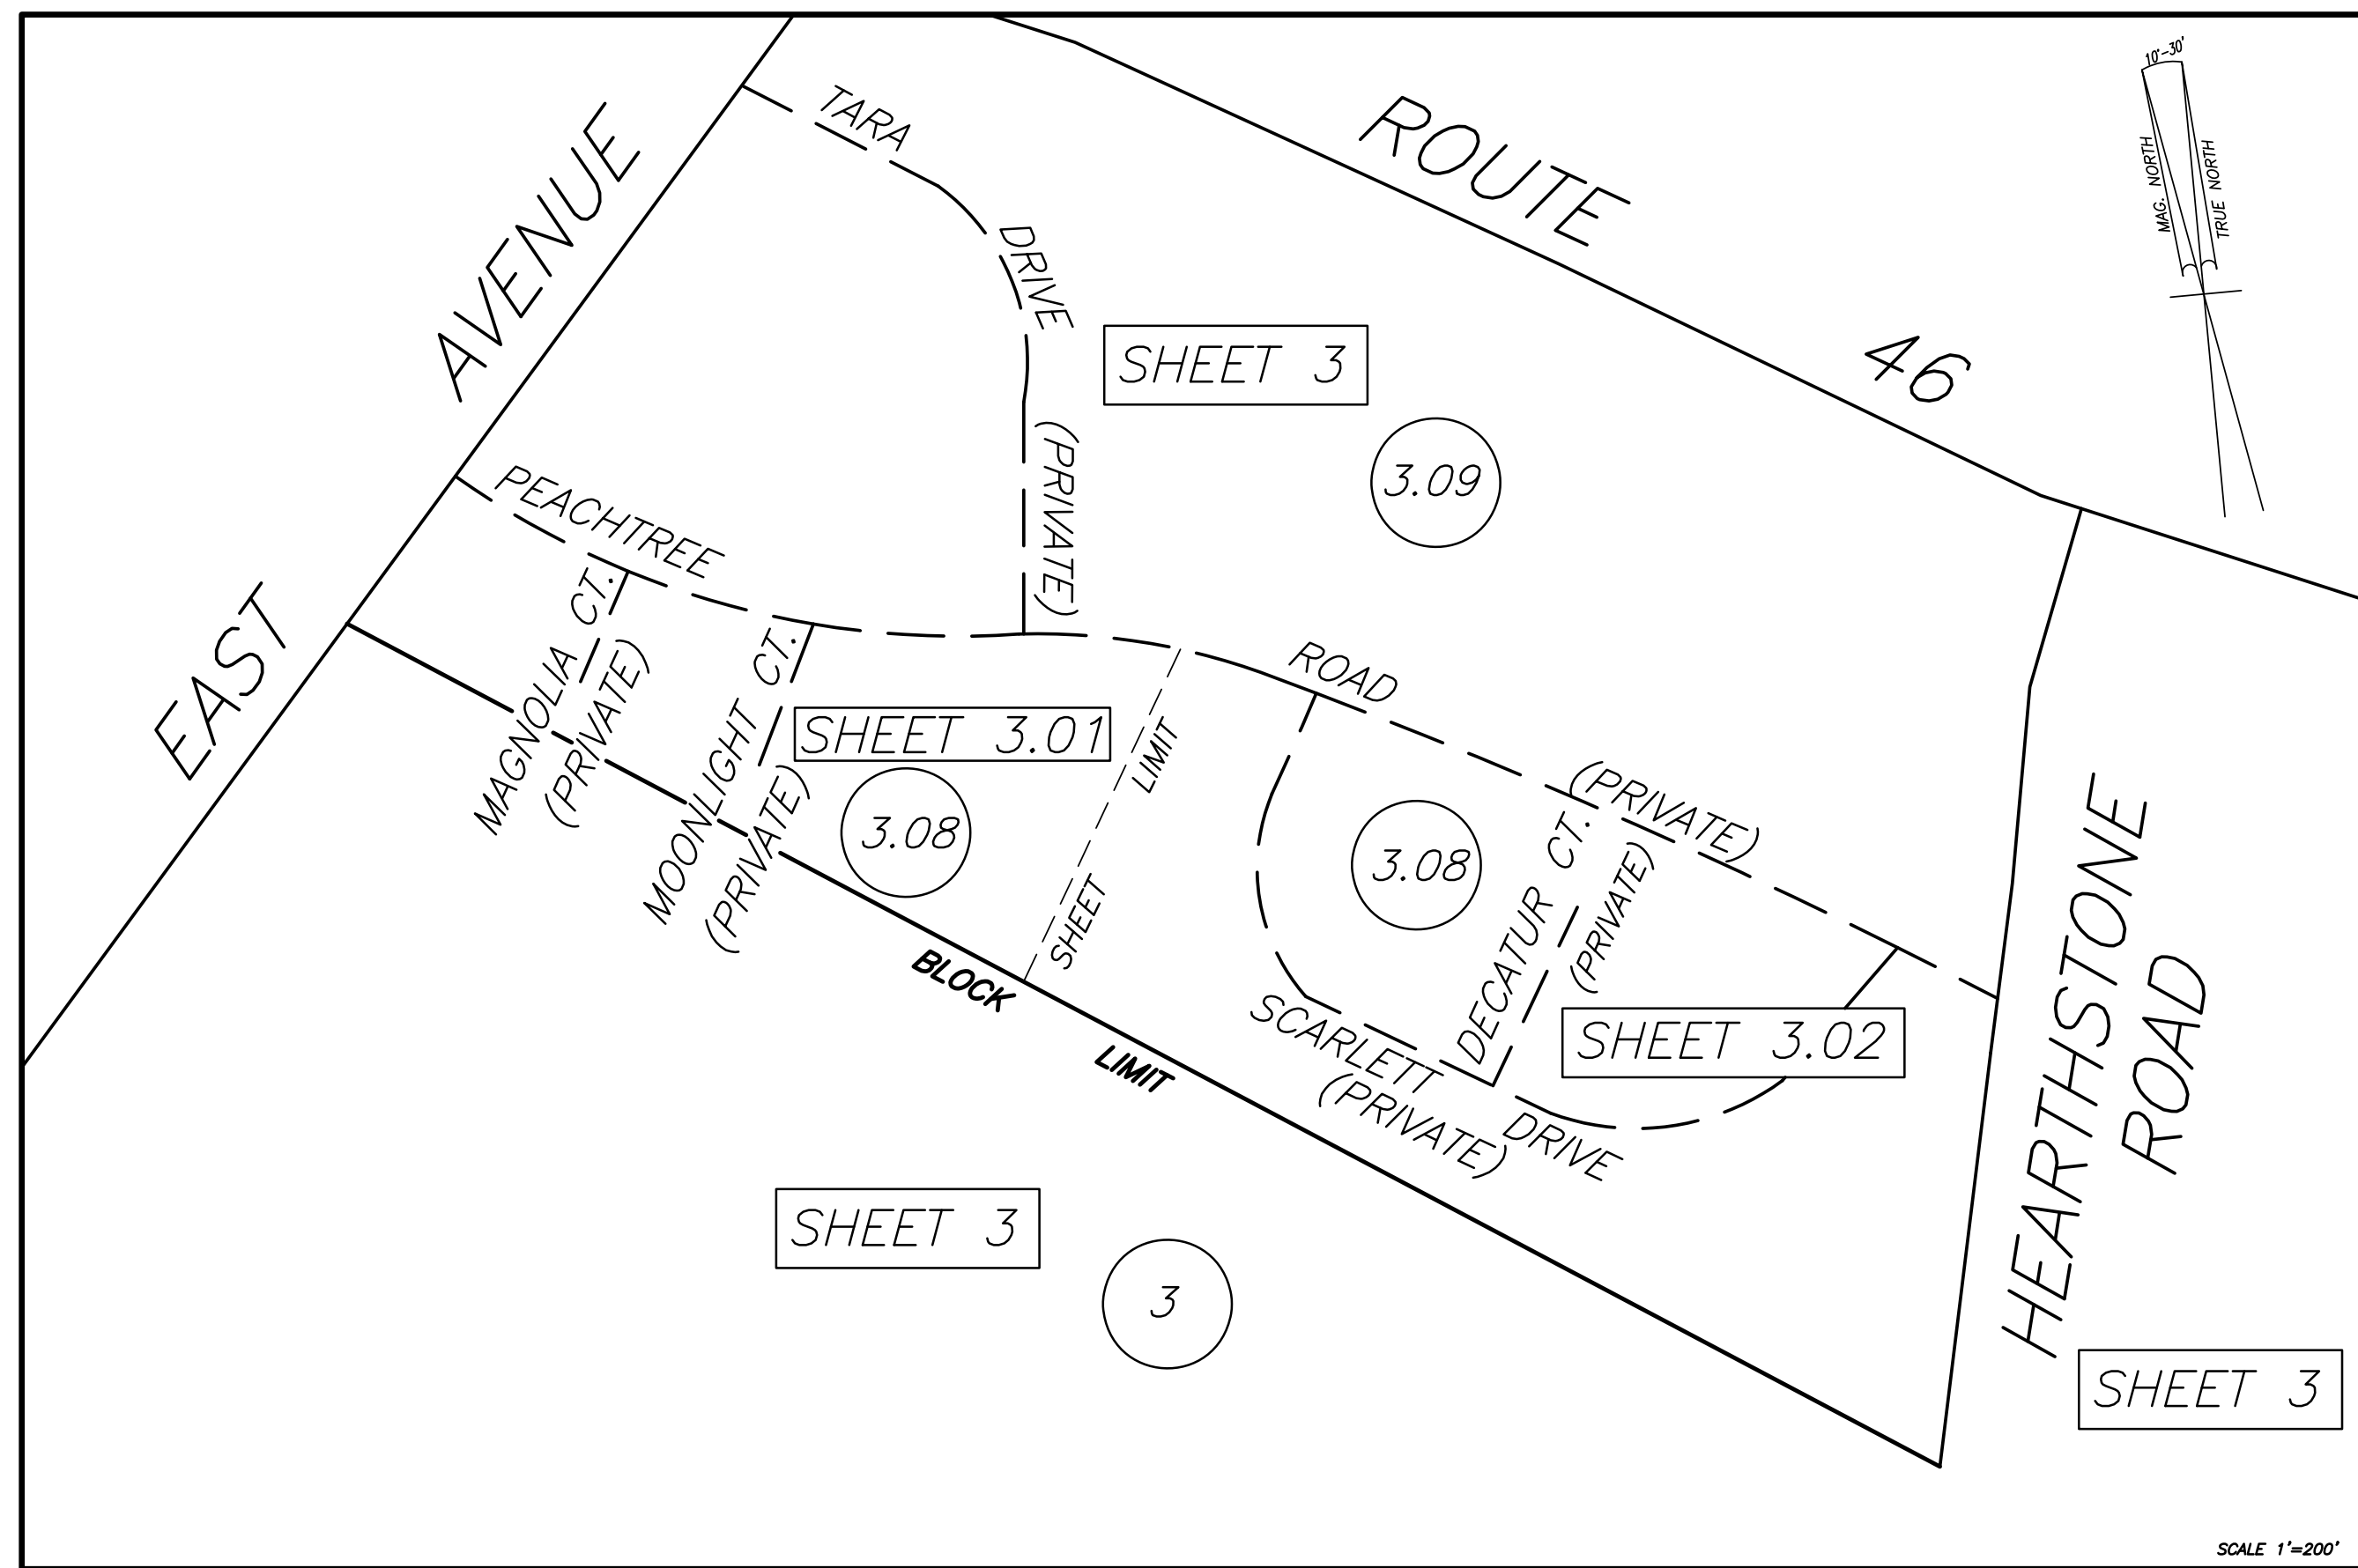 10°-30'
MAG. NORTH
TRUE NORTH
ROUTE 46
TARA DRIVE
(PRIVATE)
EAST AVENUE
SHEET 3
3.09
PEACHTREE ROAD
(PRIVATE)
MAGNOLIA CT.
(PRIVATE)
MOONLIGHT CT.
(PRIVATE)
SHEET 3.01
3.08
SHEET LIMIT
3.08
DECATUR CT.
(PRIVATE)
SHEET 3.02
SCARLETT DRIVE
(PRIVATE)
BLOCK LIMIT
HEARTHSTONE
ROAD
SHEET 3
3
SHEET 3
SCALE 1'=200'